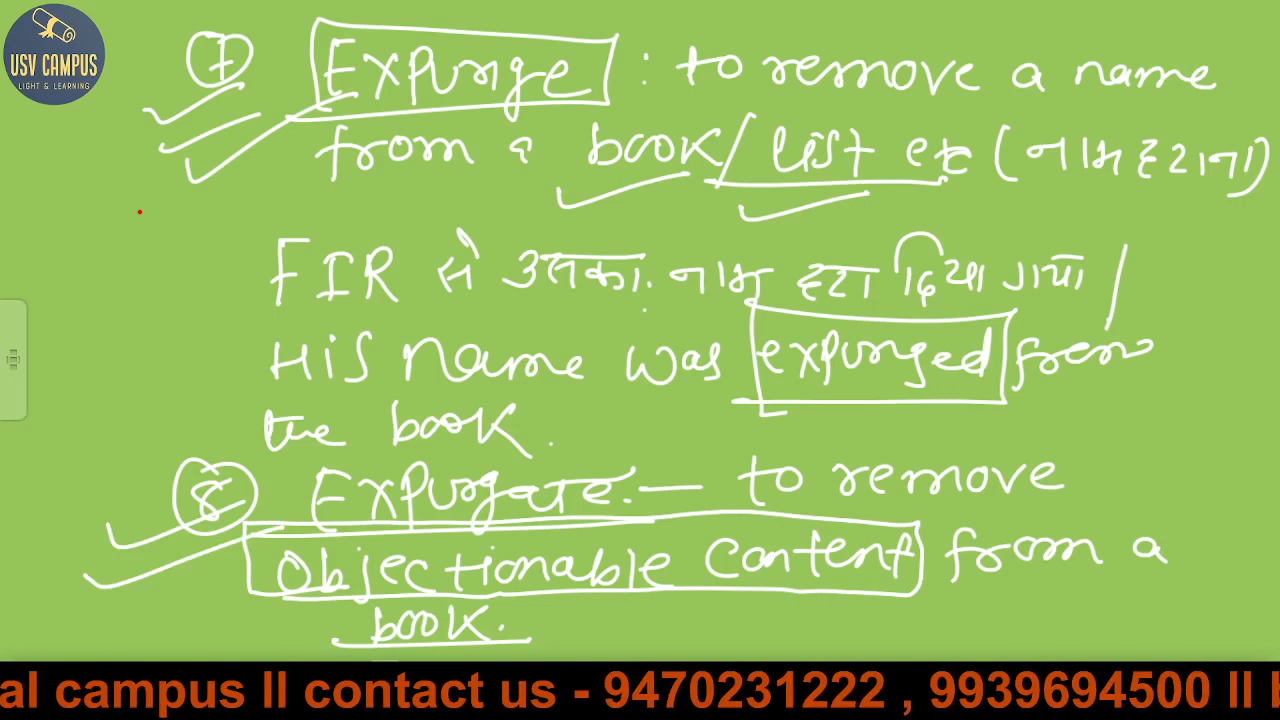 USV CAMPUS
LIGHT & LEARNING
7 Expunge : to remove a name
from a book/list etc (नाम हटाना)
FIR से उसका नाम हटा दिया गया|
His name was expunged from
the book.
8 Expurgate. — to remove
objectionable content from a
book.
al campus ll contact us - 9470231222 , 9939694500 ll b